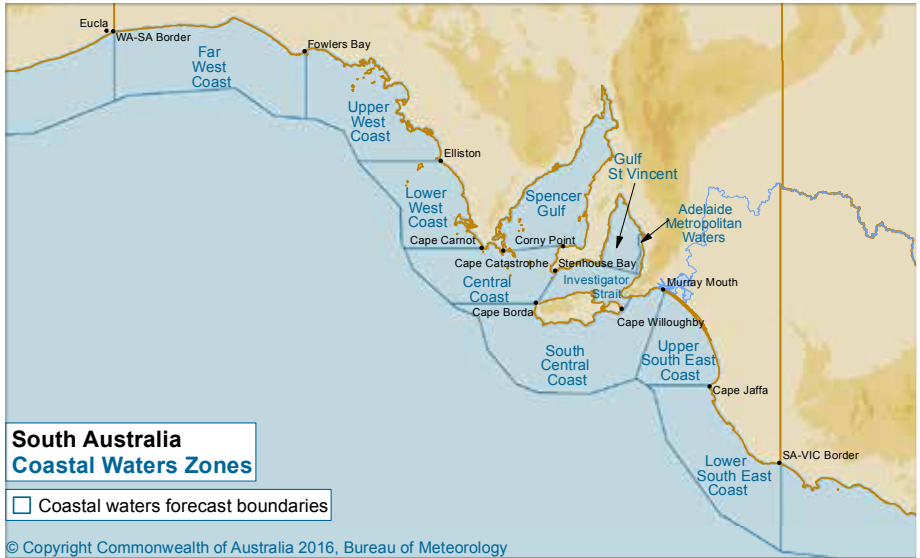 Eucla
WA-SA Border
Fowlers Bay
Far
West
Coast
Upper
West
Coast
Elliston
Gulf
St Vincent
Lower
West
Coast
Spencer
Gulf
Adelaide
Metropolitan
Waters
Cape Carnot
Corny Point
Cape Catastrophe
Stenhouse Bay
Central
Coast
Investigator
Strait
Murray Mouth
Cape Borda
Cape Willoughby
South
Central
Coast
Upper
South East
Coast
Cape Jaffa
South Australia
Coastal Waters Zones
SA-VIC Border
Lower
South East
Coast
Coastal waters forecast boundaries
© Copyright Commonwealth of Australia 2016, Bureau of Meteorology